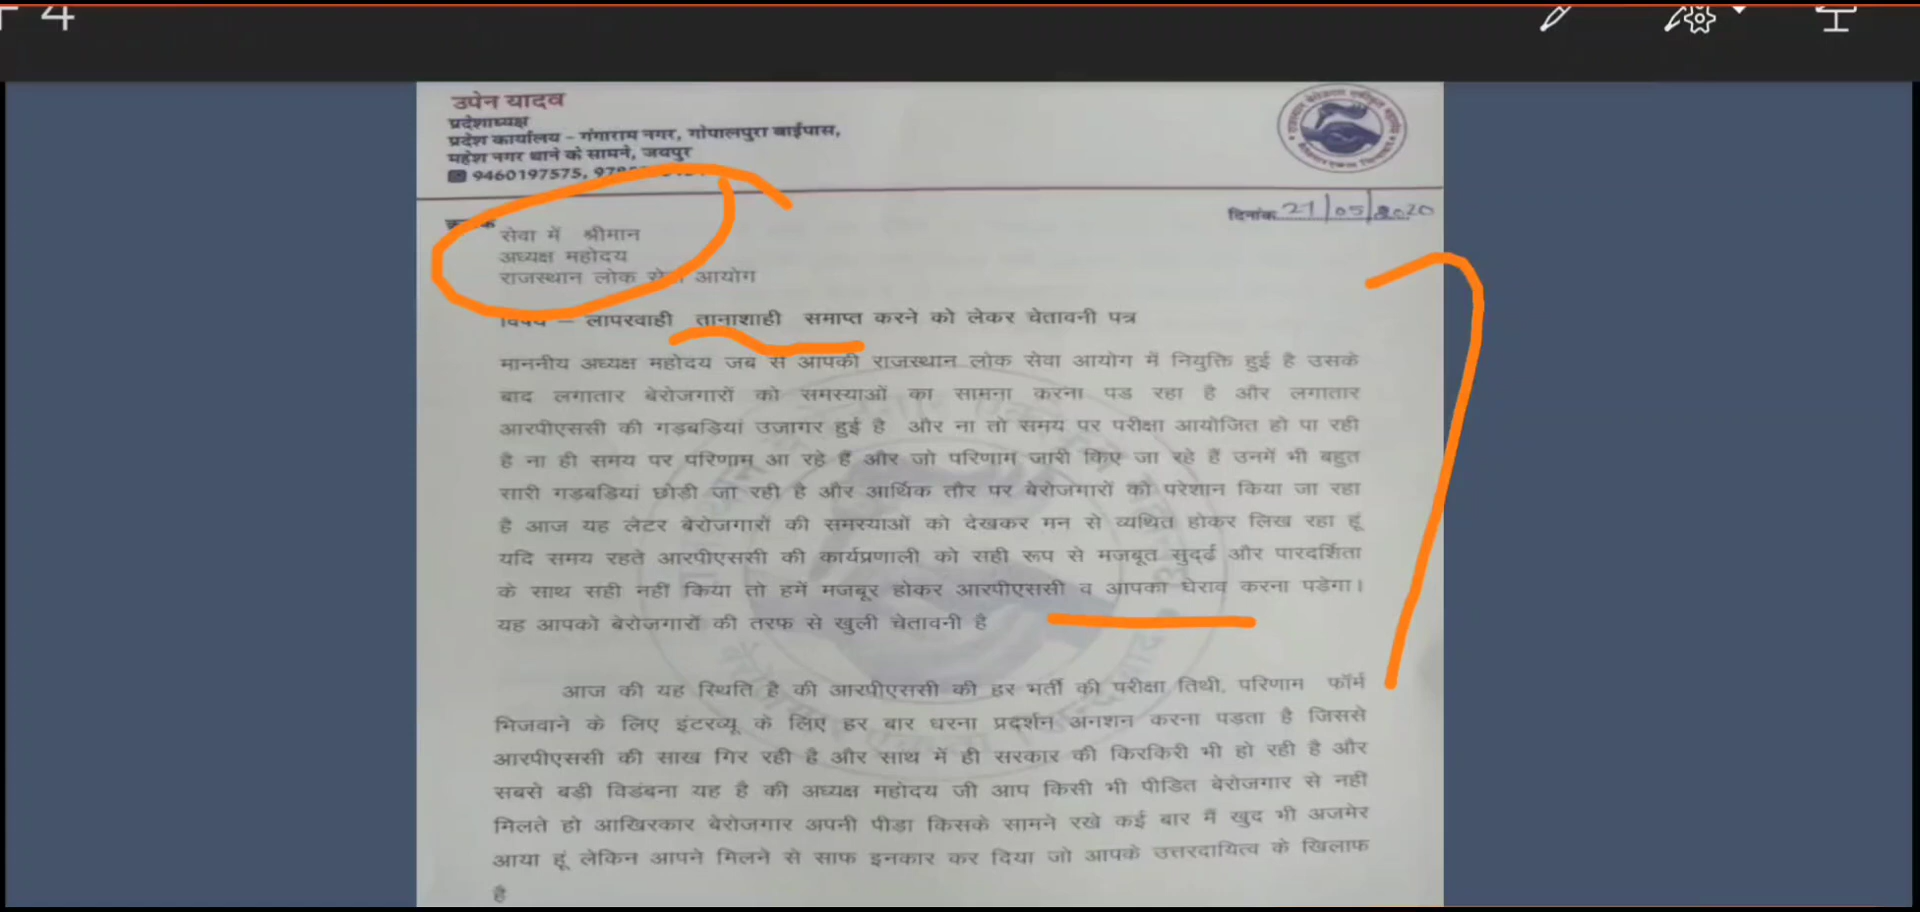 4
उपेन यादव
प्रदेशाध्यक्ष
प्रदेश कार्यालय – गंगाराम नगर, गोपालपुरा बाईपास,
महेश नगर थाने के सामने, जयपुर
9460197575,
दिनांक 21/05/2020
सेवा में श्रीमान
अध्यक्ष महोदय
राजस्थान लोक सेवा आयोग
विषय – लापरवाही तानाशाही समाप्त करने को लेकर चेतावनी पत्र
माननीय अध्यक्ष महोदय जब से आपकी राजस्थान लोक सेवा आयोग में नियुक्ति हुई है उसके
बाद लगातार बेरोजगारों को समस्याओं का सामना करना पड रहा है और लगातार
आरपीएससी की गड़बड़ियां उजागर हुई है और ना तो समय पर परीक्षा आयोजित हो पा रही
है ना ही समय पर परिणाम आ रहे हैं और जो परिणाम जारी किए जा रहे हैं उनमें भी बहुत
सारी गडबडियां छोडी जा रही है और आर्थिक तौर पर बेरोजगारों को परेशान किया जा रहा
है आज यह लेटर बेरोजगारों की समस्याओं को देखकर मन से व्यथित होकर लिख रहा हूं
यदि समय रहते आरपीएससी की कार्यप्रणाली को सही रूप से मजबूत सुदर्ढ और पारदर्शिता
के साथ सही नहीं किया तो हमें मजबूर होकर आरपीएससी व आपका घेराव करना पड़ेगा।
यह आपको बेरोजगारों की तरफ से खुली चेतावनी है
आज की यह स्थिति है की आरपीएससी की हर भर्ती की परीक्षा तिथी, परिणाम फॉर्म
भिजवाने के लिए इंटरव्यू के लिए हर बार धरना प्रदर्शन अनशन करना पड़ता है जिससे
आरपीएससी की साख गिर रही है और साथ में ही सरकार की किरकिरी भी हो रही है और
सबसे बड़ी विडंबना यह है की अध्यक्ष महोदय जी आप किसी भी पीडित बेरोजगार से नहीं
मिलते हो आखिरकार बेरोजगार अपनी पीड़ा किसके सामने रखे कई बार मैं खुद भी अजमेर
आया हूं लेकिन आपने मिलने से साफ इनकार कर दिया जो आपके उत्तरदायित्व के खिलाफ
है